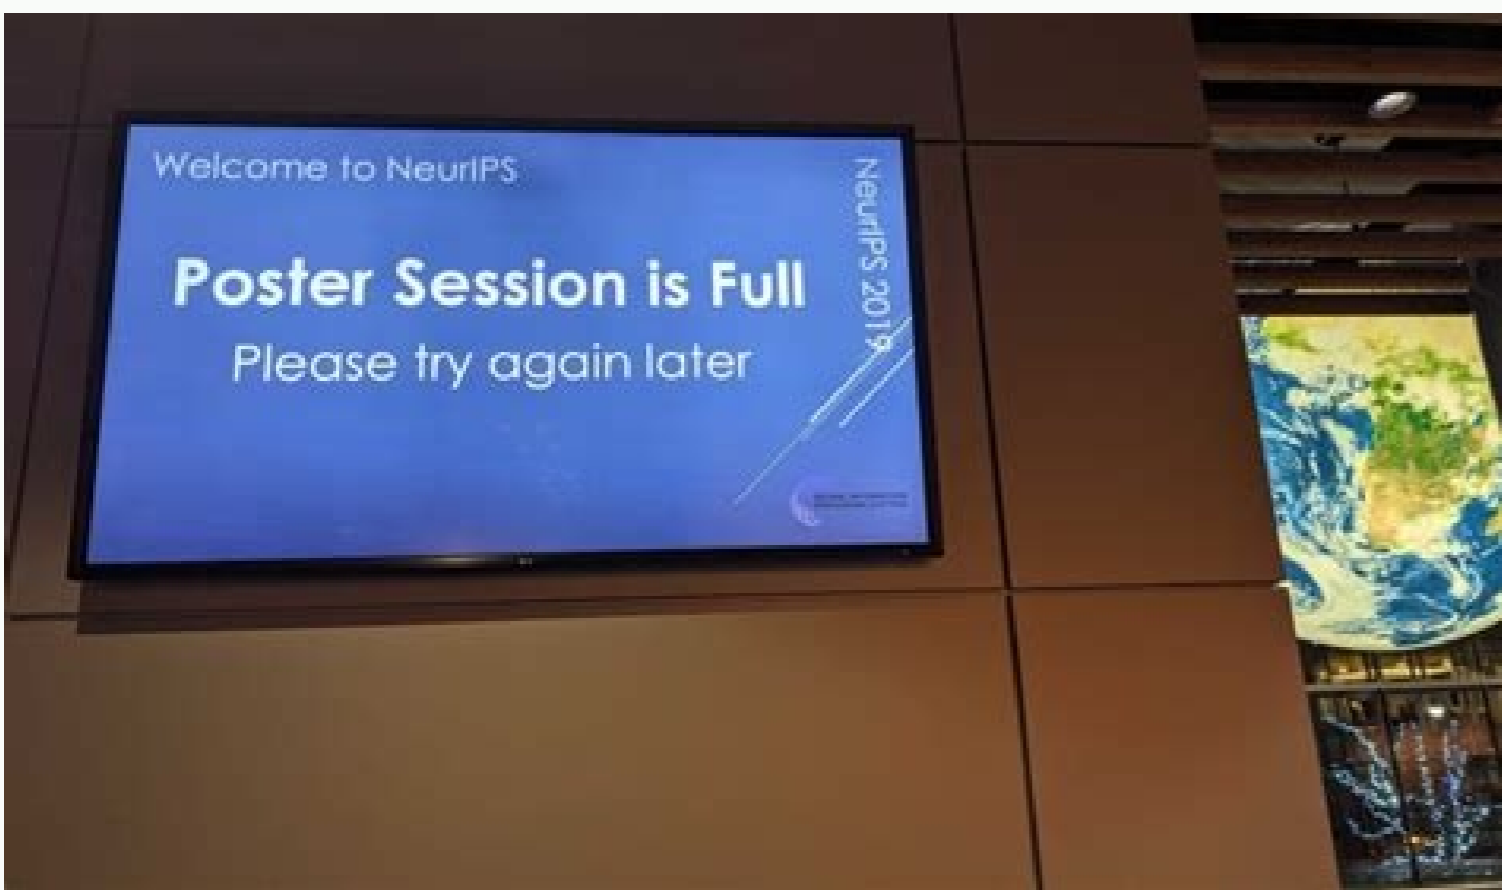 Welcome to NeurIPS
Poster Session is Full
Please try again later
NeurIPS 2019